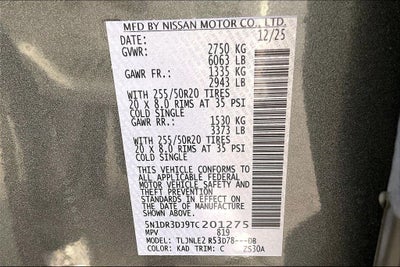 MFD BY NISSAN MOTOR CO., LTD.
DATE: 12/25
GVWR: 2750 KG
6063 LB
GAWR FR: 1335 KG
2943 LB
WITH 255/50R20 TIRES
20 X 8.0 RIMS AT 35 PSI
COLD SINGLE
GAWR RR: 1530 KG
3373 LB
WITH 255/50R20 TIRES
20 X 8.0 RIMS AT 35 PSI
COLD SINGLE
THIS VEHICLE CONFORMS
TO ALL APPLICABLE FEDERAL
MOTOR VEHICLE SAFETY AND
THEFT PREVENTION STANDARDS
IN EFFECT ON THE DATE OF
MANUFACTURE SHOWN ABOVE.
5N1DR3DJ9TC201275
MPV 819
MODEL: TLJNLE2 R53D78---DB
COLOR: KAD TRIM: C